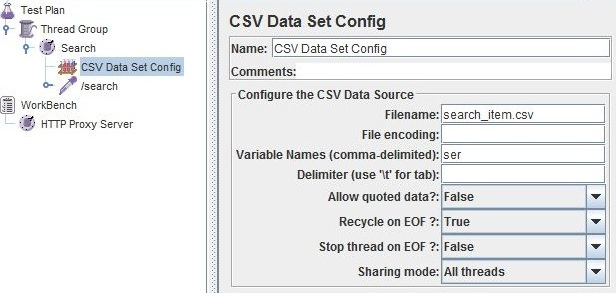 Test Plan
Thread Group
Search
CSV Data Set Config
/search
WorkBench
HTTP Proxy Server
CSV Data Set Config
Name: CSV Data Set Config
Comments:
Configure the CSV Data Source
Filename: search_item.csv
File encoding:
Variable Names (comma-delimited): ser
Delimiter (use '\t' for tab):
Allow quoted data?: False
Recycle on EOF ?: True
Stop thread on EOF ?: False
Sharing mode: All threads